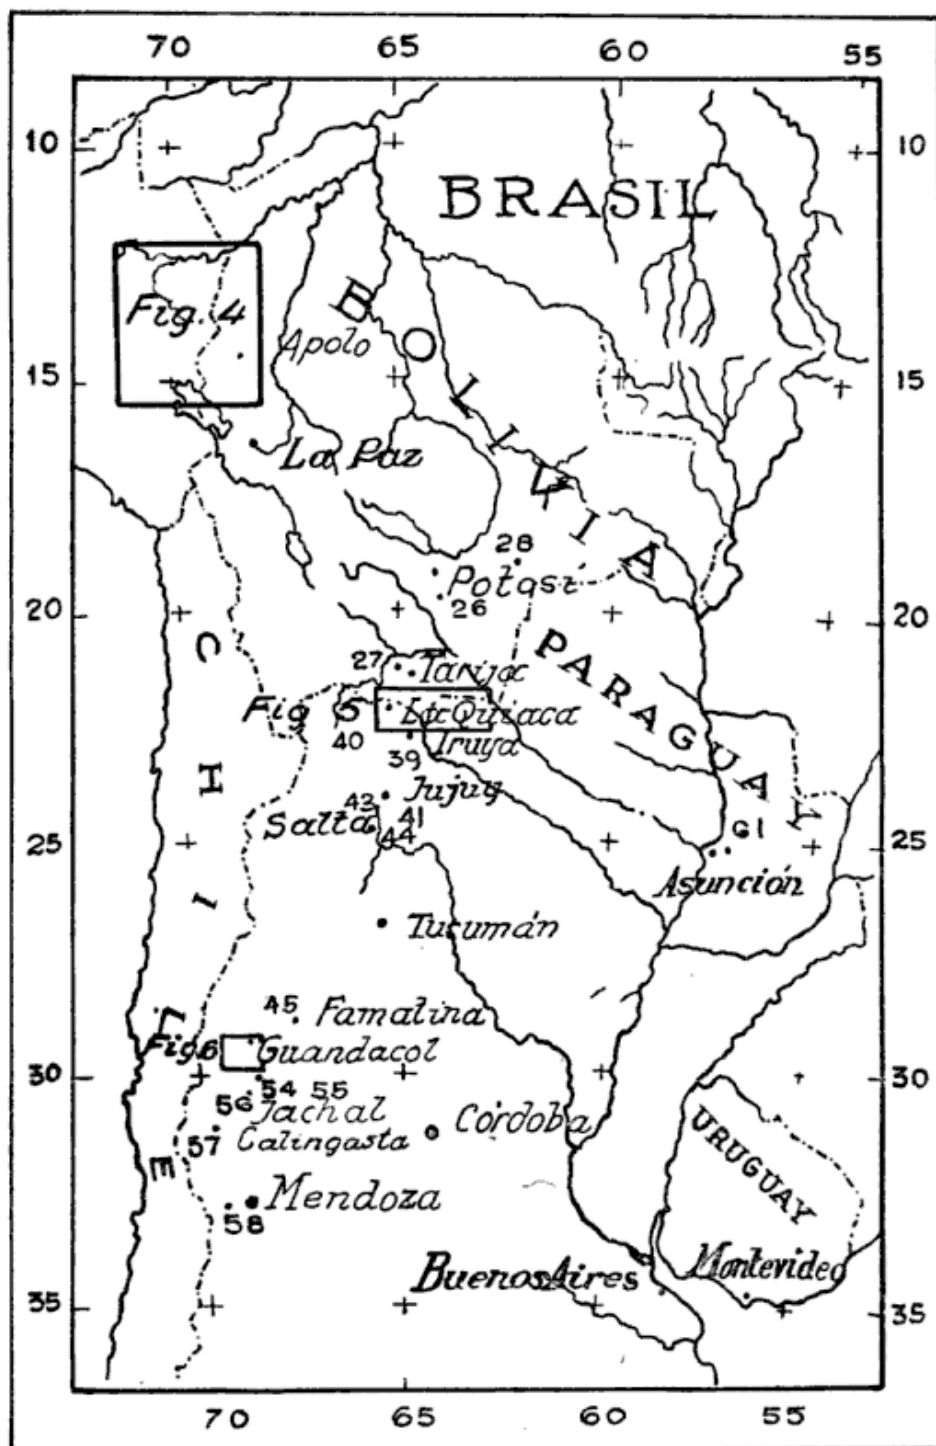 70 65 60 55
10 10
BRASIL
BOLIVIA
Fig. 4
Apolo
15 15
La Paz
28
Potosi
26
20 20
CHILE
PARAGUAY
27 Tarija
Fig 5 La Quiaca
40 39 Iruya
43 Jujuy
Salta 41
44
61
25 25
Asunción
Tucumán
45 Famatina
Fig 6 Guandacol
30 30
56 54 55
Jachal
57 Calingasta
Córdoba
URUGUAY
Mendoza
58
Buenos Aires
Montevideo
35 35
70 65 60 55